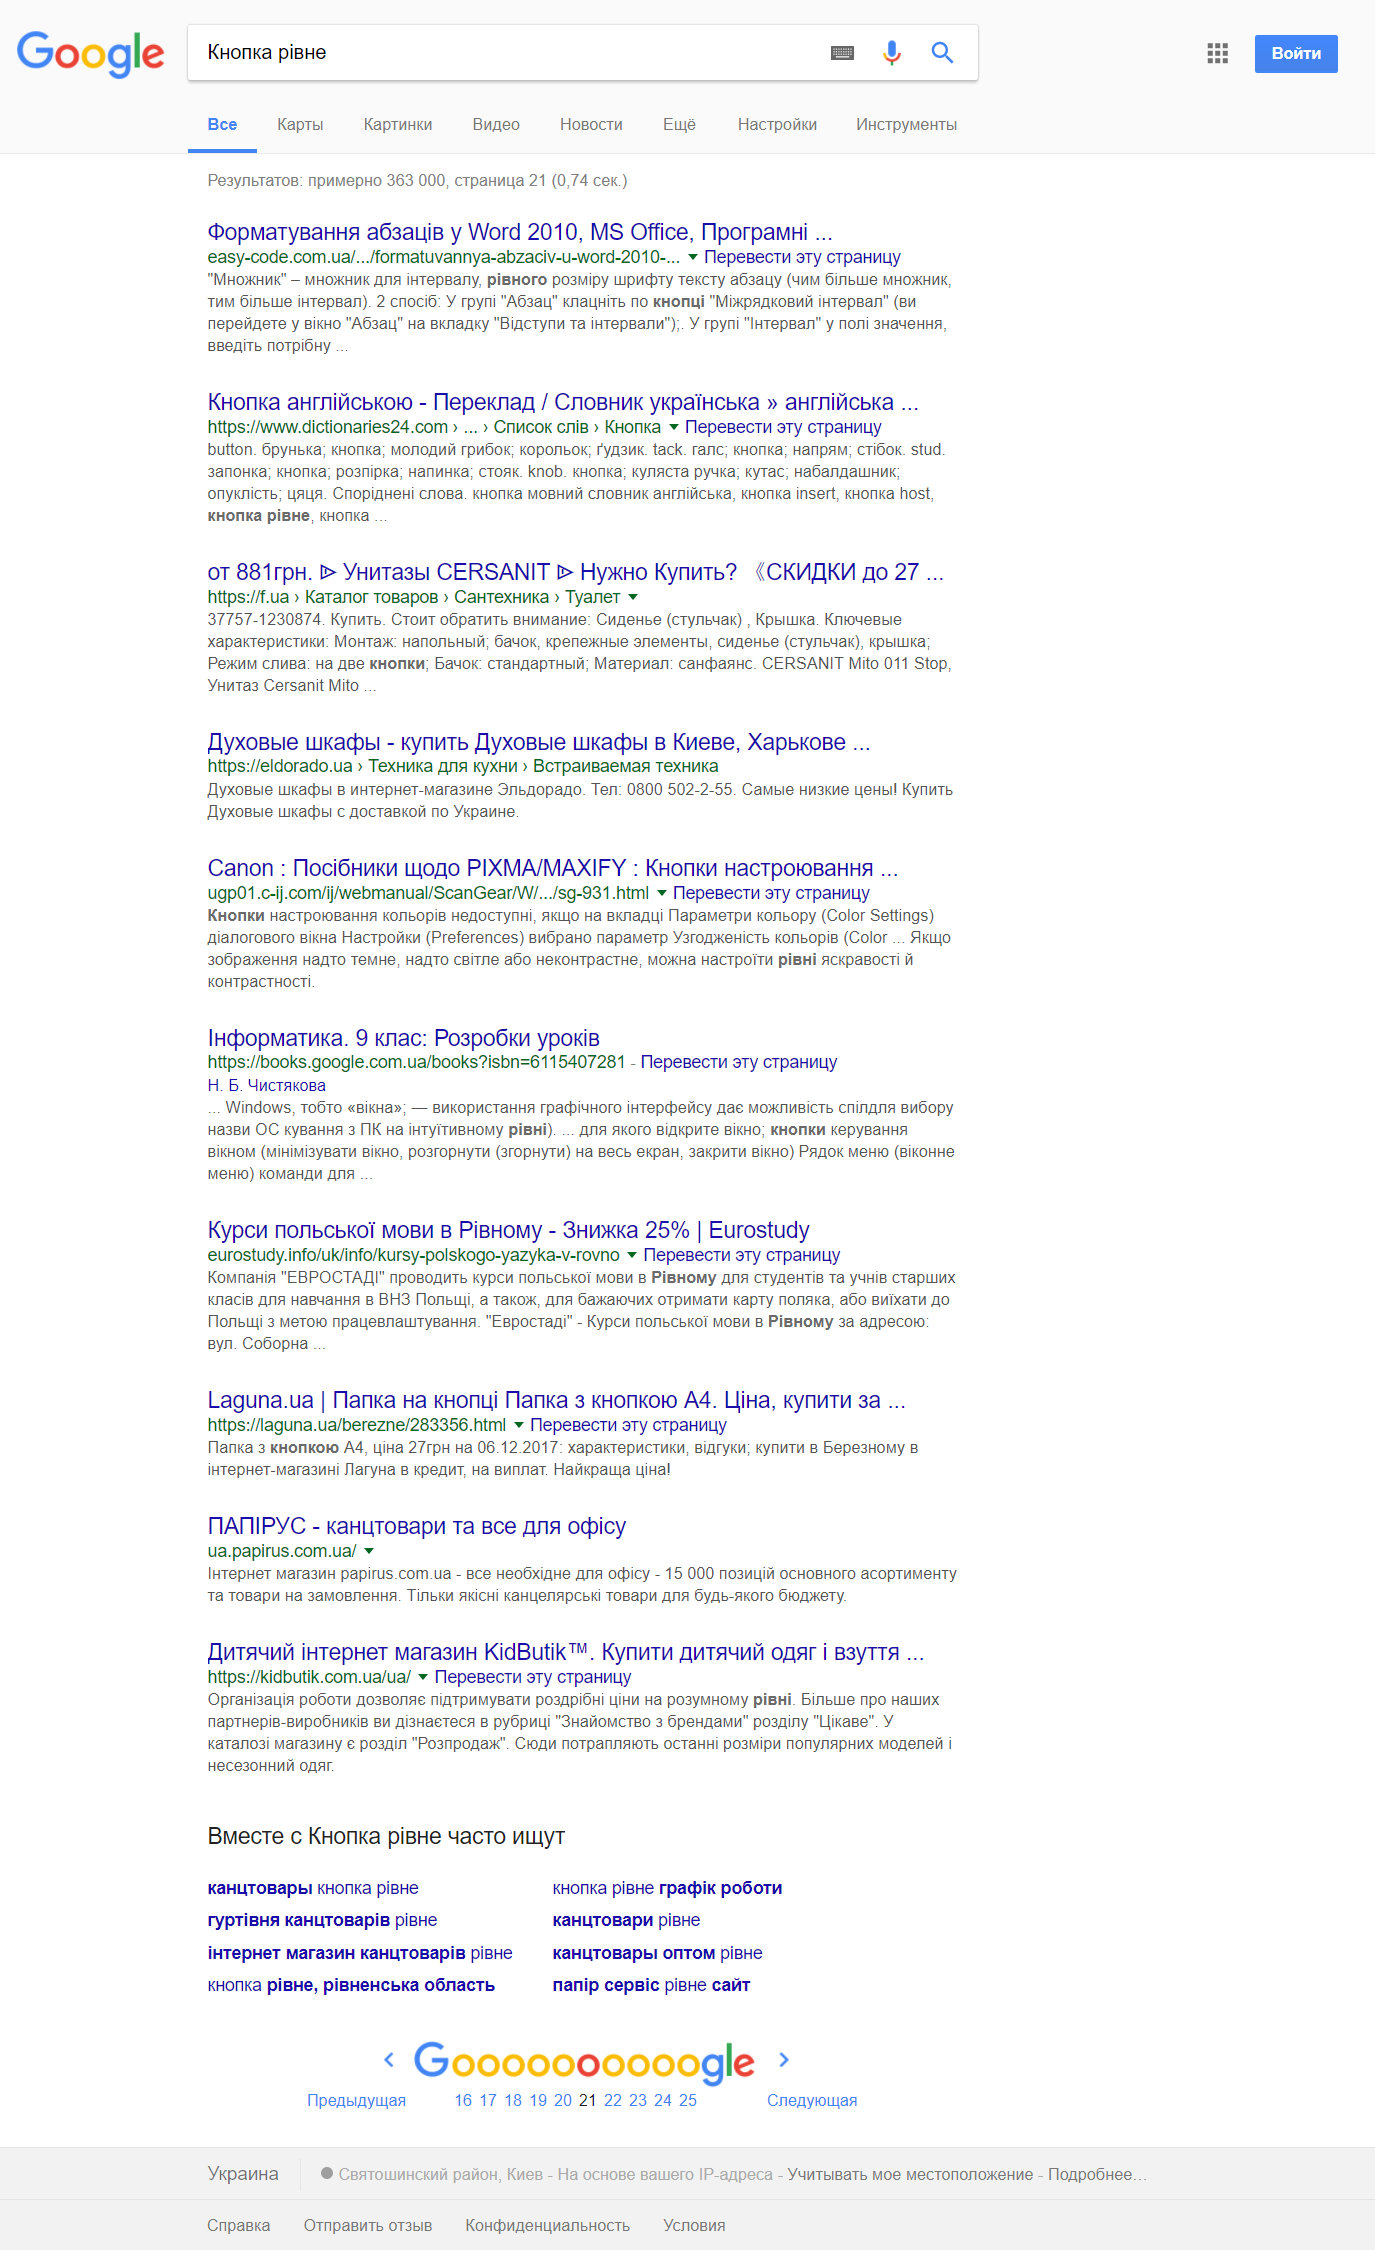 Google
Кнопка рівне
Войти
Все Карты Картинки Видео Новости Ещё Настройки Инструменты
Результатов: примерно 363 000, страница 21 (0,74 сек.)
Форматування абзаців у Word 2010, MS Office, Програмні ...
easy-code.com.ua/.../formatuvannya-abzaciv-u-word-2010-... Перевести эту страницу
"Множник" – множник для інтервалу, рівного розміру шрифту тексту абзацу (чим більше множник,
тим більше інтервал). 2 спосіб: У групі "Абзац" клацніть по кнопці "Міжрядковий інтервал" (ви
перейдете у вікно "Абзац" на вкладку "Відступи та інтервали");. У групі "Інтервал" у полі значення,
введіть потрібну ...
Кнопка англійською - Переклад / Словник українська » англійська ...
https://www.dictionaries24.com › ... › Список слів › Кнопка Перевести эту страницу
button. брунька; кнопка; молодий грибок; корольок; ґудзик. tack. галс; кнопка; напрям; стібок. stud.
запонка; кнопка; розпірка; напинка; стояк. knob. кнопка; куляста ручка; кутас; набалдашник;
опуклість; цяця. Споріднені слова. кнопка мовний словник англійська, кнопка insert, кнопка host,
кнопка рівне, кнопка ...
от 881грн. ᐉ Унитазы CERSANIT ᐉ Нужно Купить? 《СКИДКИ до 27 ...
https://f.ua › Каталог товаров › Сантехника › Туалет
37757-1230874. Купить. Стоит обратить внимание: Сиденье (стульчак) , Крышка. Ключевые
характеристики: Монтаж: напольный; бачок, крепежные элементы, сиденье (стульчак), крышка;
Режим слива: на две кнопки; Бачок: стандартный; Материал: санфаянс. CERSANIT Mito 011 Stop,
Унитаз Cersanit Mito ...
Духовые шкафы - купить Духовые шкафы в Киеве, Харькове ...
https://eldorado.ua › Техника для кухни › Встраиваемая техника
Духовые шкафы в интернет-магазине Эльдорадо. Тел: 0800 502-2-55. Самые низкие цены! Купить
Духовые шкафы с доставкой по Украине.
Canon : Посібники щодо PIXMA/MAXIFY : Кнопки настроювання ...
ugp01.c-ij.com/ij/webmanual/ScanGear/W/.../sg-931.html Перевести эту страницу
Кнопки настроювання кольорів недоступні, якщо на вкладці Параметри кольору (Color Settings)
діалогового вікна Настройки (Preferences) вибрано параметр Узгодженість кольорів (Color ... Якщо
зображення надто темне, надто світле або неконтрастне, можна настроїти рівні яскравості й
контрастності.
Інформатика. 9 клас: Розробки уроків
https://books.google.com.ua/books?isbn=6115407281 - Перевести эту страницу
Н. Б. Чистякова
... Windows, тобто «вікна»; — використання графічного інтерфейсу дає можливість спілдля вибору
назви ОС кування з ПК на інтуїтивному рівні). ... для якого відкрите вікно; кнопки керування
вікном (мінімізувати вікно, розгорнути (згорнути) на весь екран, закрити вікно) Рядок меню (віконне
меню) команди для ...
Курси польської мови в Рівному - Знижка 25% | Eurostudy
eurostudy.info/uk/info/kursy-polskogo-yazyka-v-rovno Перевести эту страницу
Компанія "ЕВРОСТАДІ" проводить курси польської мови в Рівному для студентів та учнів старших
класів для навчання в ВНЗ Польщі, а також, для бажаючих отримати карту поляка, або виїхати до
Польщі з метою працевлаштування. "Евростаді" - Курси польської мови в Рівному за адресою:
вул. Соборна ...
Laguna.ua | Папка на кнопці Папка з кнопкою А4. Ціна, купити за ...
https://laguna.ua/berezne/283356.html Перевести эту страницу
Папка з кнопкою А4, ціна 27грн на 06.12.2017: характеристики, відгуки; купити в Березному в
інтернет-магазині Лагуна в кредит, на виплат. Найкраща ціна!
ПАПІРУС - канцтовари та все для офісу
ua.papirus.com.ua/
Інтернет магазин papirus.com.ua - все необхідне для офісу - 15 000 позицій основного асортименту
та товари на замовлення. Тільки якісні канцелярські товари для будь-якого бюджету.
Дитячий інтернет магазин KidButik™. Купити дитячий одяг і взуття ...
https://kidbutik.com.ua/ua/ Перевести эту страницу
Організація роботи дозволяє підтримувати роздрібні ціни на розумному рівні. Більше про наших
партнерів-виробників ви дізнаєтеся в рубриці "Знайомство з брендами" розділу "Цікаве". У
каталозі магазину є розділ "Розпродаж". Сюди потрапляють останні розміри популярних моделей і
несезонний одяг.
Вместе с Кнопка рівне часто ищут
канцтовары кнопка рівне кнопка рівне графік роботи
гуртівня канцтоварів рівне канцтовари рівне
інтернет магазин канцтоварів рівне канцтовары оптом рівне
кнопка рівне, рівненська область папір сервіс рівне сайт
Goooooooooogle
Предыдущая 16 17 18 19 20 21 22 23 24 25 Следующая
Украина Святошинский район, Киев - На основе вашего IP-адреса - Учитывать мое местоположение - Подробнее...
Справка Отправить отзыв Конфиденциальность Условия